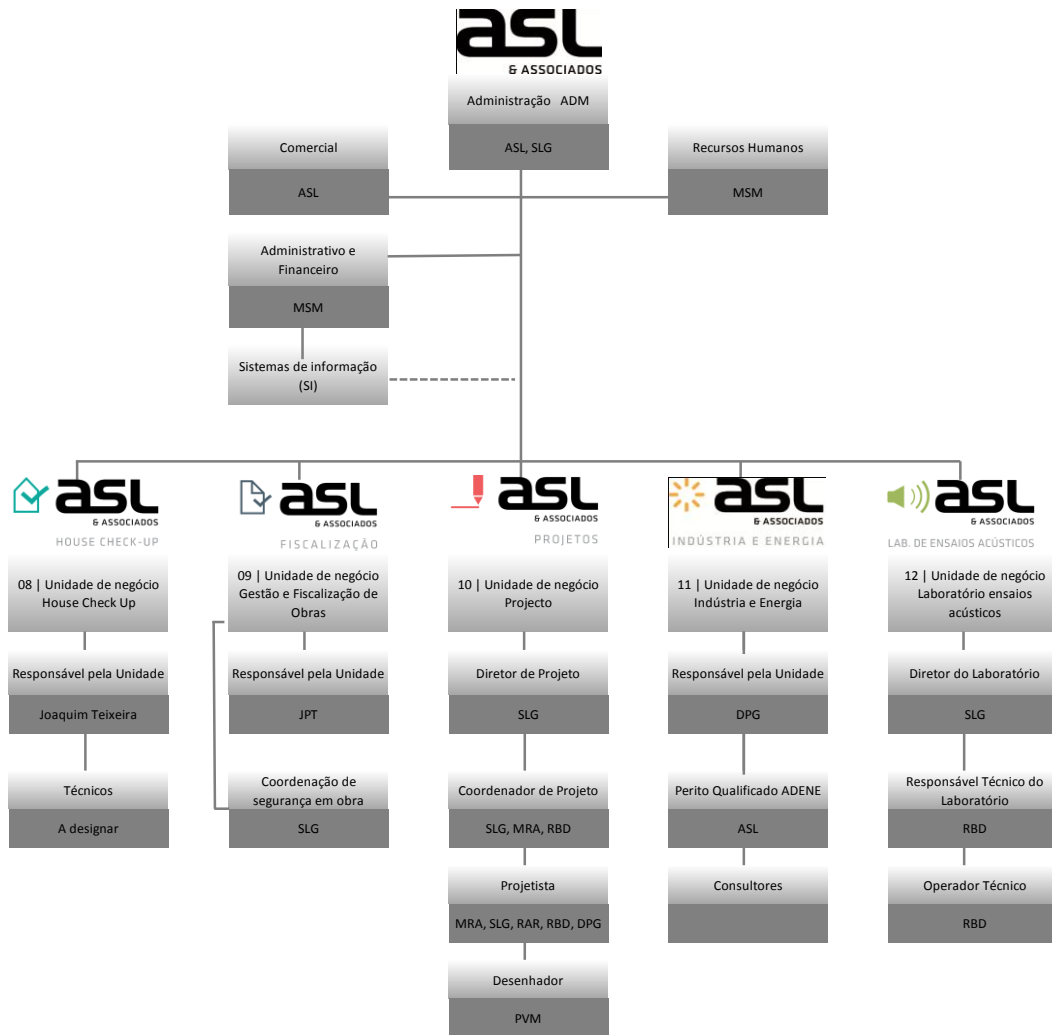 asl
& ASSOCIADOS
Administração ADM
ASL, SLG
Comercial
ASL
Recursos Humanos
MSM
Administrativo e
Financeiro
MSM
Sistemas de informação
(SI)
asl
& ASSOCIADOS
HOUSE CHECK-UP
08 | Unidade de negócio
House Check Up
Responsável pela Unidade
Joaquim Teixeira
Técnicos
A designar
asl
& ASSOCIADOS
FISCALIZAÇÃO
09 | Unidade de negócio
Gestão e Fiscalização de
Obras
Responsável pela Unidade
JPT
Coordenação de
segurança em obra
SLG
asl
& ASSOCIADOS
PROJETOS
10 | Unidade de negócio
Projecto
Diretor de Projeto
SLG
Coordenador de Projeto
SLG, MRA, RBD
Projetista
MRA, SLG, RAR, RBD, DPG
Desenhador
PVM
asl
& ASSOCIADOS
INDÚSTRIA E ENERGIA
11 | Unidade de negócio
Indústria e Energia
Responsável pela Unidade
DPG
Perito Qualificado ADENE
ASL
Consultores
asl
& ASSOCIADOS
LAB. DE ENSAIOS ACÚSTICOS
12 | Unidade de negócio
Laboratório ensaios
acústicos
Diretor do Laboratório
SLG
Responsável Técnico do
Laboratório
RBD
Operador Técnico
RBD